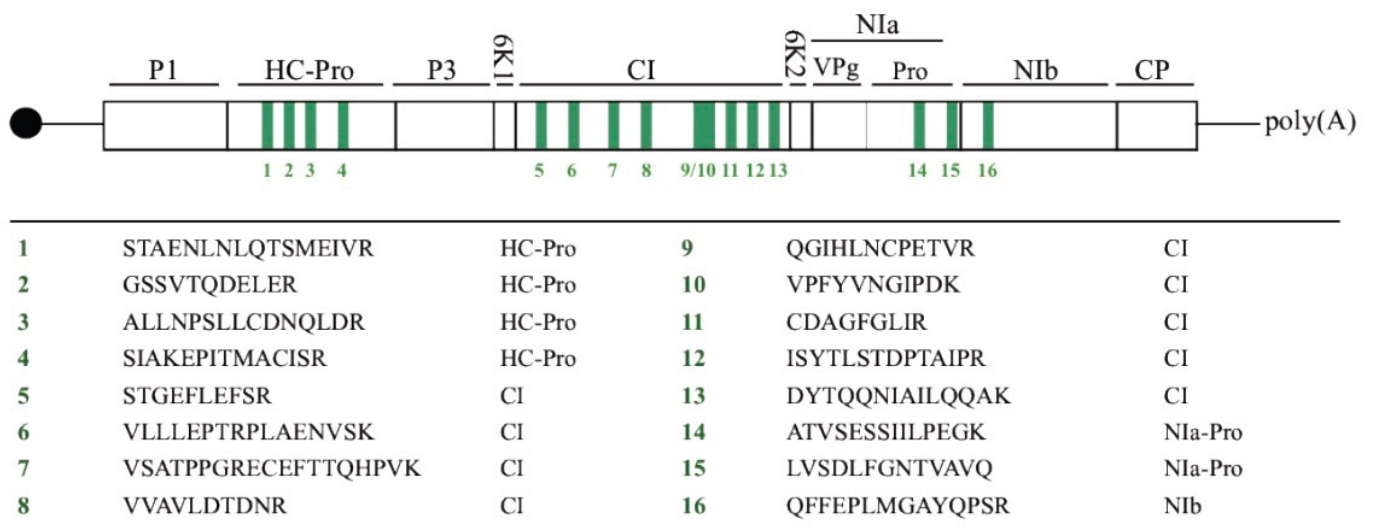 NIa
P1 HC-Pro P3 6K1 CI 6K2 VPg Pro NIb CP
poly(A)
1 2 3 4 5 6 7 8 9/10 11 12 13 14 15 16
1 STAENLNLQTSMEIVR HC-Pro 9 QGIHLNCPETVR CI
2 GSSVTQDELER HC-Pro 10 VPFYVNGIPDK CI
3 ALLNPSLLCDNQLDR HC-Pro 11 CDAGFGLIR CI
4 SIAKEPITMACISR HC-Pro 12 ISYTLSTDPTAIPR CI
5 STGEFLEFSR CI 13 DYTQQNIAILQQAK CI
6 VLLLEPTRPLAENVSK CI 14 ATVSESSIILPEGK NIa-Pro
7 VSATPPGRECEFTTQHPVK CI 15 LVSDLFGNTVAVQ NIa-Pro
8 VVAVLDTDNR CI 16 QFFEPLMGAYQPSR NIb